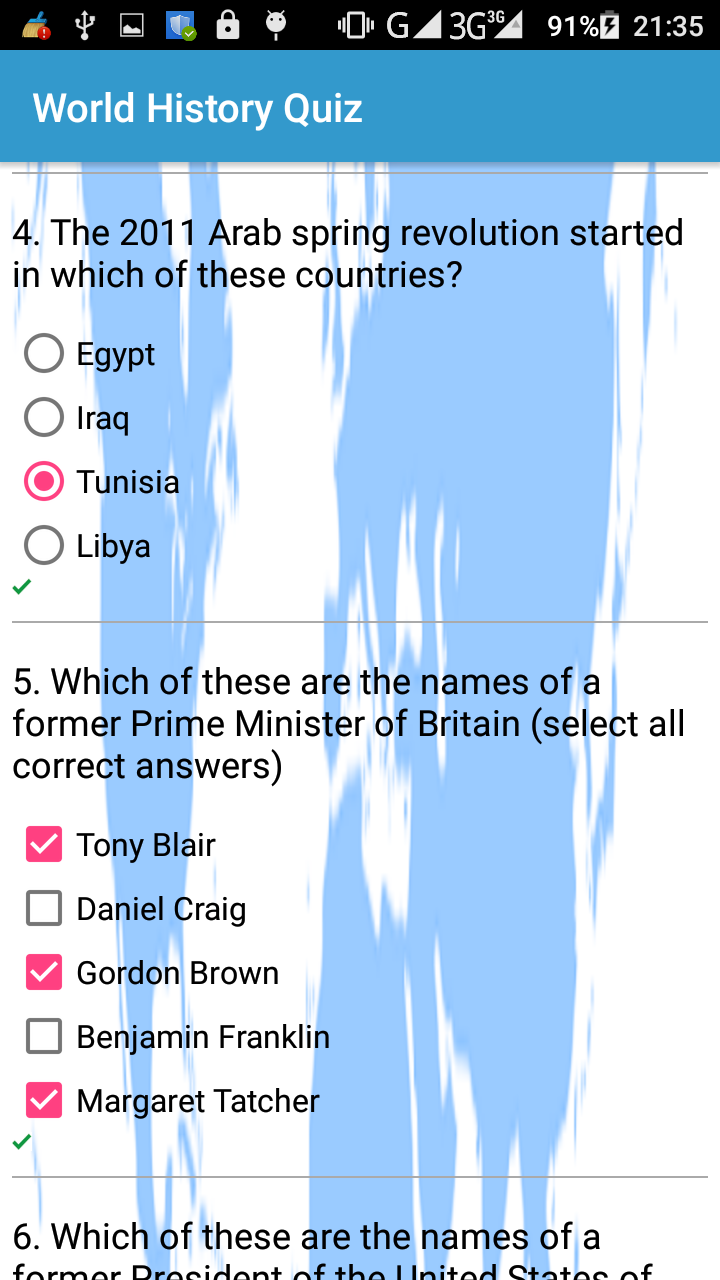 G 3G 3G 91% 21:35
World History Quiz
4. The 2011 Arab spring revolution started
in which of these countries?
Egypt
Iraq
Tunisia
Libya
5. Which of these are the names of a
former Prime Minister of Britain (select all
correct answers)
Tony Blair
Daniel Craig
Gordon Brown
Benjamin Franklin
Margaret Tatcher
6. Which of these are the names of a
former President of the United States of